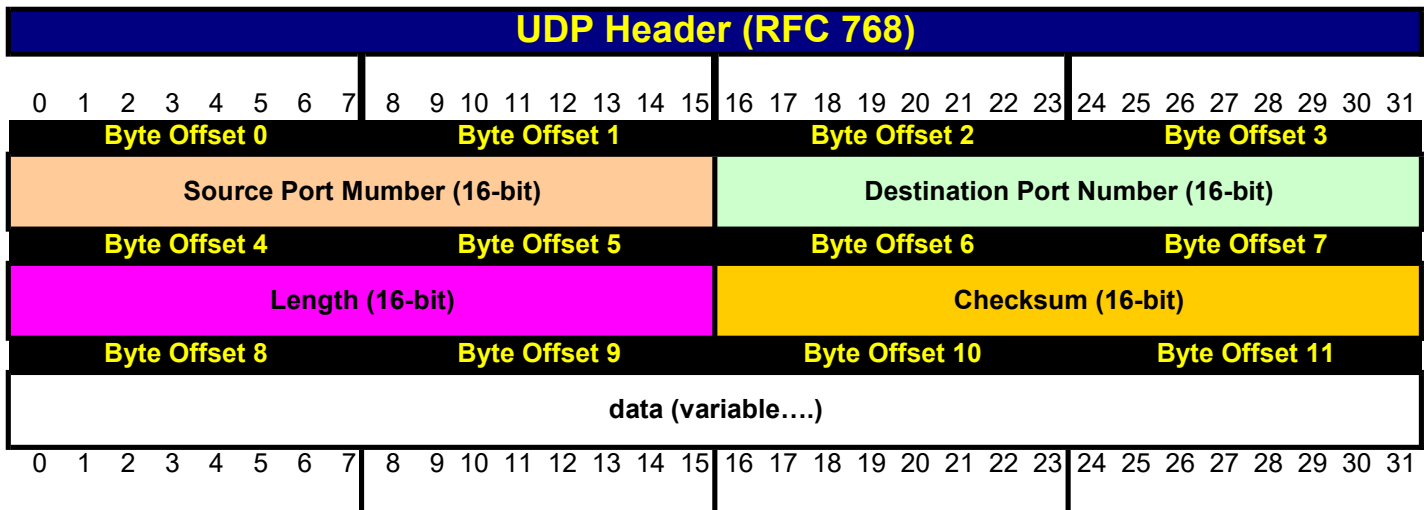 UDP Header (RFC 768)
0 1 2 3 4 5 6 7 8 9 10 11 12 13 14 15 16 17 18 19 20 21 22 23 24 25 26 27 28 29 30 31
Byte Offset 0 Byte Offset 1 Byte Offset 2 Byte Offset 3
Source Port Mumber (16-bit) Destination Port Number (16-bit)
Byte Offset 4 Byte Offset 5 Byte Offset 6 Byte Offset 7
Length (16-bit) Checksum (16-bit)
Byte Offset 8 Byte Offset 9 Byte Offset 10 Byte Offset 11
data (variable….)
0 1 2 3 4 5 6 7 8 9 10 11 12 13 14 15 16 17 18 19 20 21 22 23 24 25 26 27 28 29 30 31